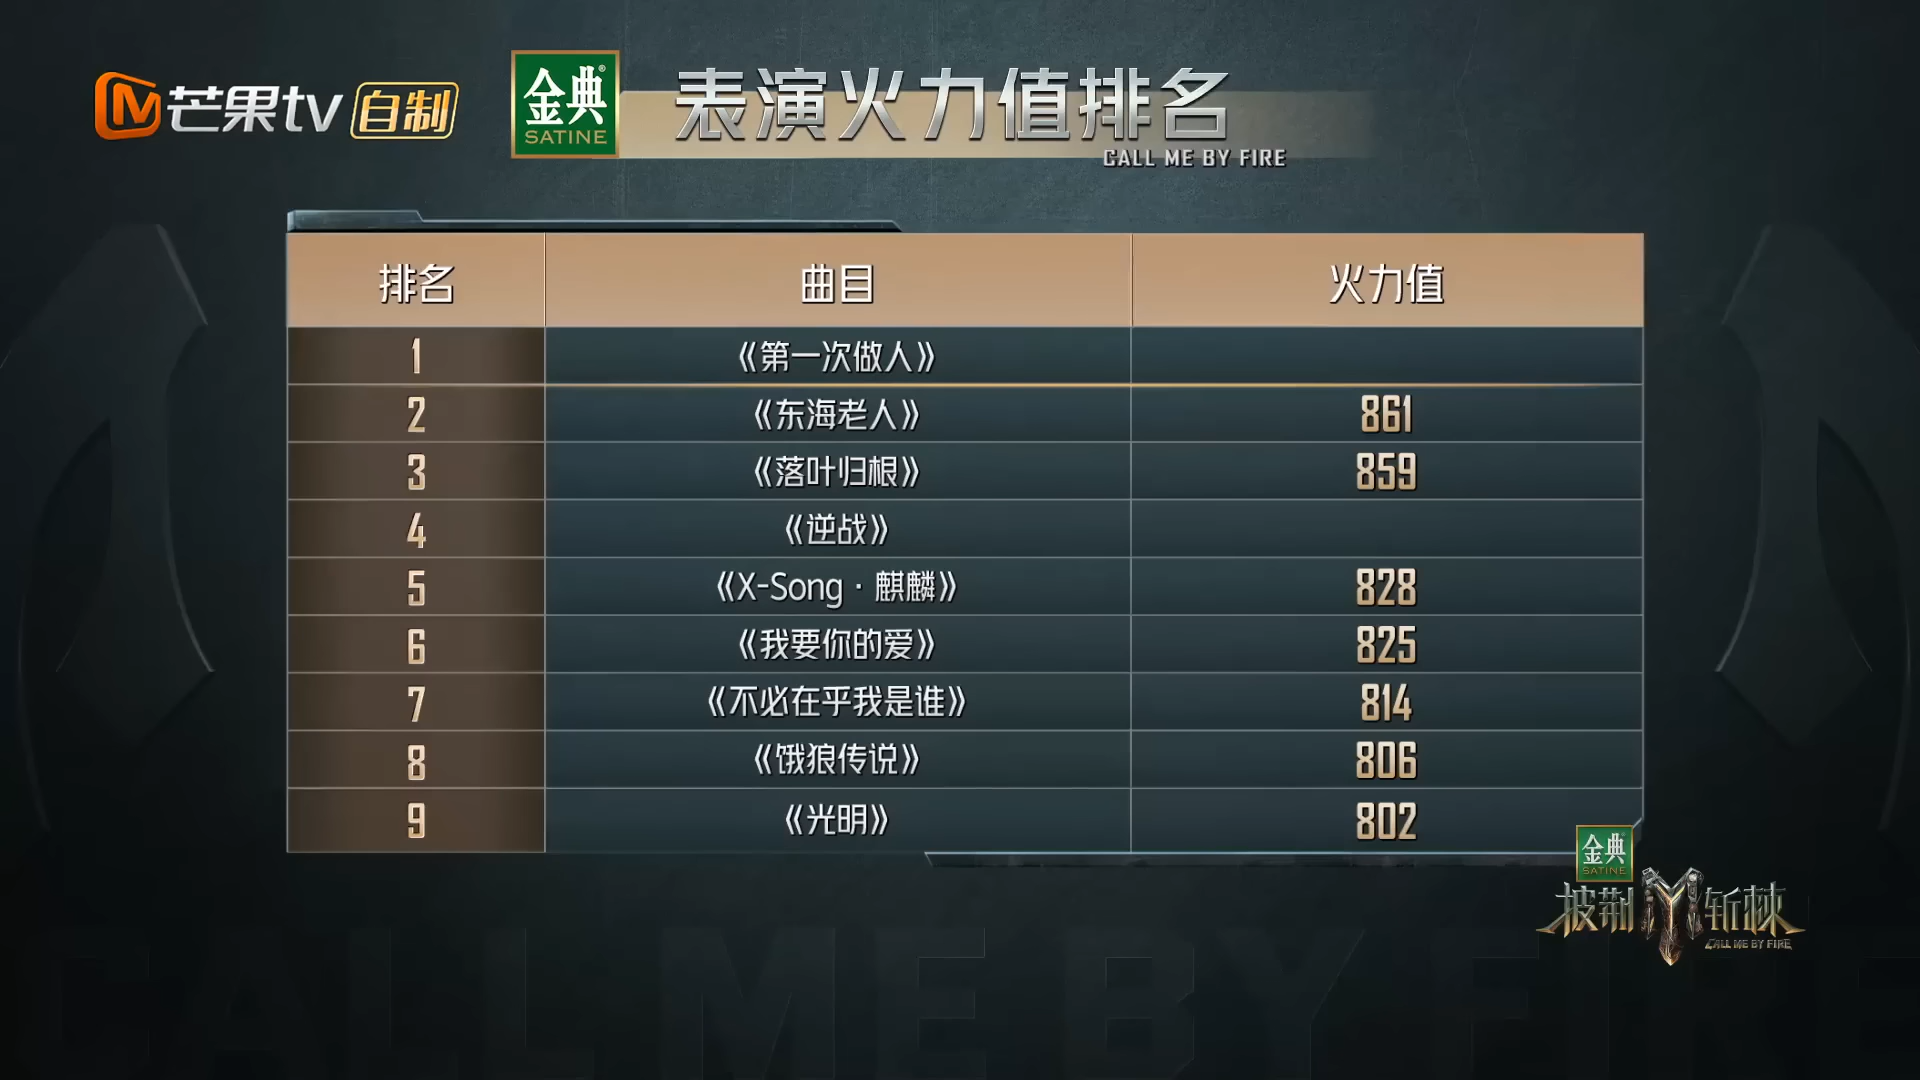 芒果tv 自制
金典
SATINE
表演火力值排名
CALL ME BY FIRE
排名 曲目 火力值
1 《第一次做人》
2 《东海老人》 861
3 《落叶归根》 859
4 《逆战》
5 《X-Song · 麒麟》 828
6 《我要你的爱》 825
7 《不必在乎我是谁》 814
8 《饿狼传说》 806
9 《光明》 802
金典
SATINE
披荆斩棘
CALL ME BY FIRE
CALL ME BY FIRE